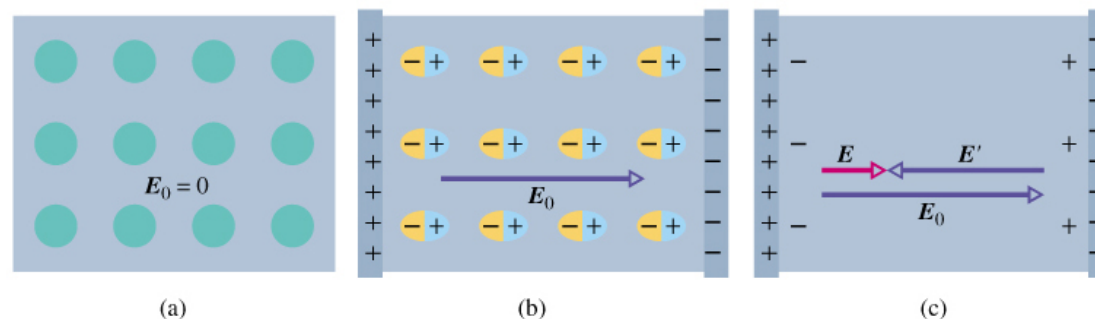 E₀ = 0
+ + + + + + + + 
− + − + − + − +
− + − + − + − +
E₀
− + − + − + − +
− − − − − − − − −
+ + + + + + + +
− − −
E E'
E₀
+ + +
− − − − − − − − −
(a) (b) (c)